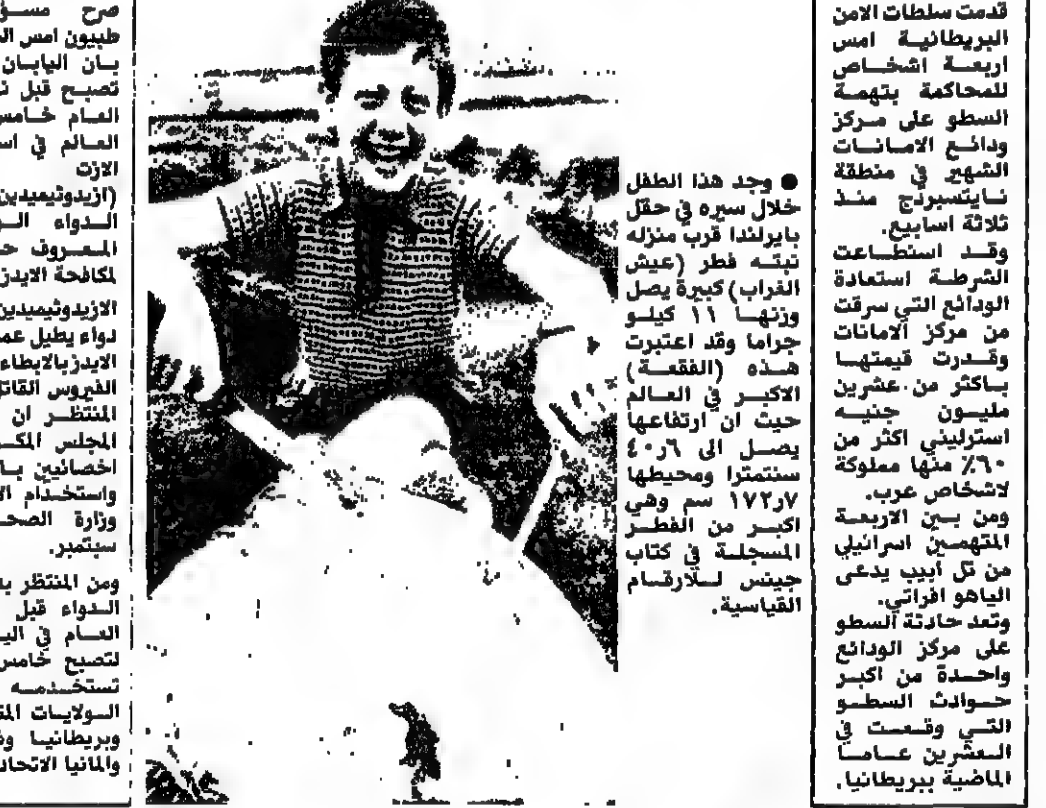 قدمت سلطات الامن
البريطانية امس
اربعة اشخاص
للمحاكمة بتهمة
السطو على مركز
ودائع الامانات
الشهير في منطقة
نايتسبردج منذ
ثلاثة اسابيع.
وقد استطاعت
الشرطة استعادة
الودائع التي سرقت
من مركز الامانات
وقدرت قيمتها
باكثر من عشرين
مليون جنيه
استرليني اكثر من
٦٠٪ منها مملوكة
لاشخاص عرب.
ومن بين الاربعة
المتهمين اسرائيلي
من تل أبيب يدعى
الياهو افراتي.
وتعد حادثة السطو
على مركز الودائع
واحدة من اكبر
حوادث السطو
التي وقعت في
العشرين عاما
الماضية ببريطانيا.
● وجد هذا الطفل
خلال سيره في حقل
بايرلندا قرب منزله
نبته فطر (عيش
الغراب) كبيرة يصل
وزنها ١١ كيلو
جراما وقد اعتبرت
هذه (الفقعة)
الاكبر في العالم
حيث ان ارتفاعها
يصل الى ٤٠٫٦
سنتمترا ومحيطها
١٧٢٫٧ سم وهي
اكبر من الفطر
المسجلة في كتاب
جينس للارقام
القياسية.
صرح
طبيون امس
بان اليابان
تصبح قبل
العام خامس
العالم في
الازت
(ازيدوثيميدين
الدواء
المعروف
لمكافحة الايدز
الازيدوثيميدين
دواء يطيل
الايدز بالابطاء
الفيروس
المنتظر ان
المجلس
اخصائيين
واستخدام
وزارة
سبتمبر.
ومن المنتظر
الدواء قبل
العام في
لتصبح خامس
تستخدمه
الولايات
وبريطانيا
والمانيا